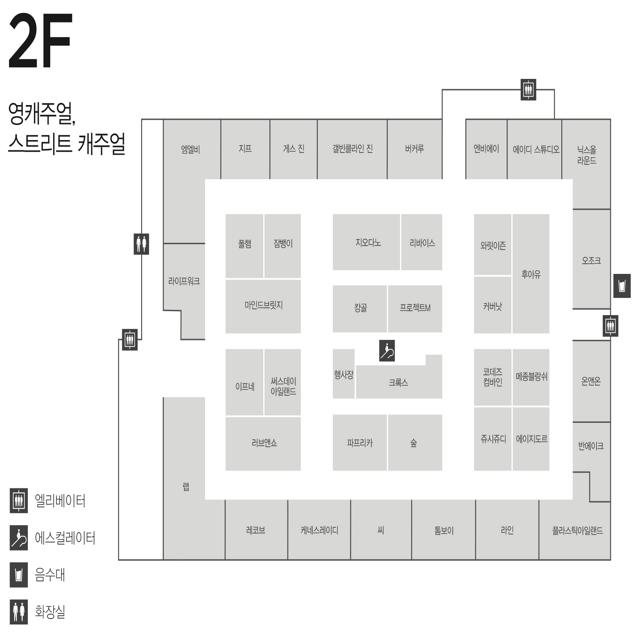 2F
영캐주얼,
스트리트 캐주얼
엠엘비
지프
게스 진
캘빈클라인 진
버커루
엔비에이
에이디 스튜디오
닉스올
라운드
라이프워크
폴햄
잠뱅이
마인드브릿지
지오다노
리바이스
캉골
프로젝트M
와릿이즌
후아유
커버낫
오조크
이프네
써스데이
아일랜드
러브앤쇼
행사장
크록스
파프리카
숲
코데즈
컴바인
메종블랑쉬
쥬시쥬디
에이지도르
온앤온
반에이크
랩
레코브
케네스레이디
씨
톰보이
라인
플라스틱아일랜드
엘리베이터
에스컬레이터
음수대
화장실